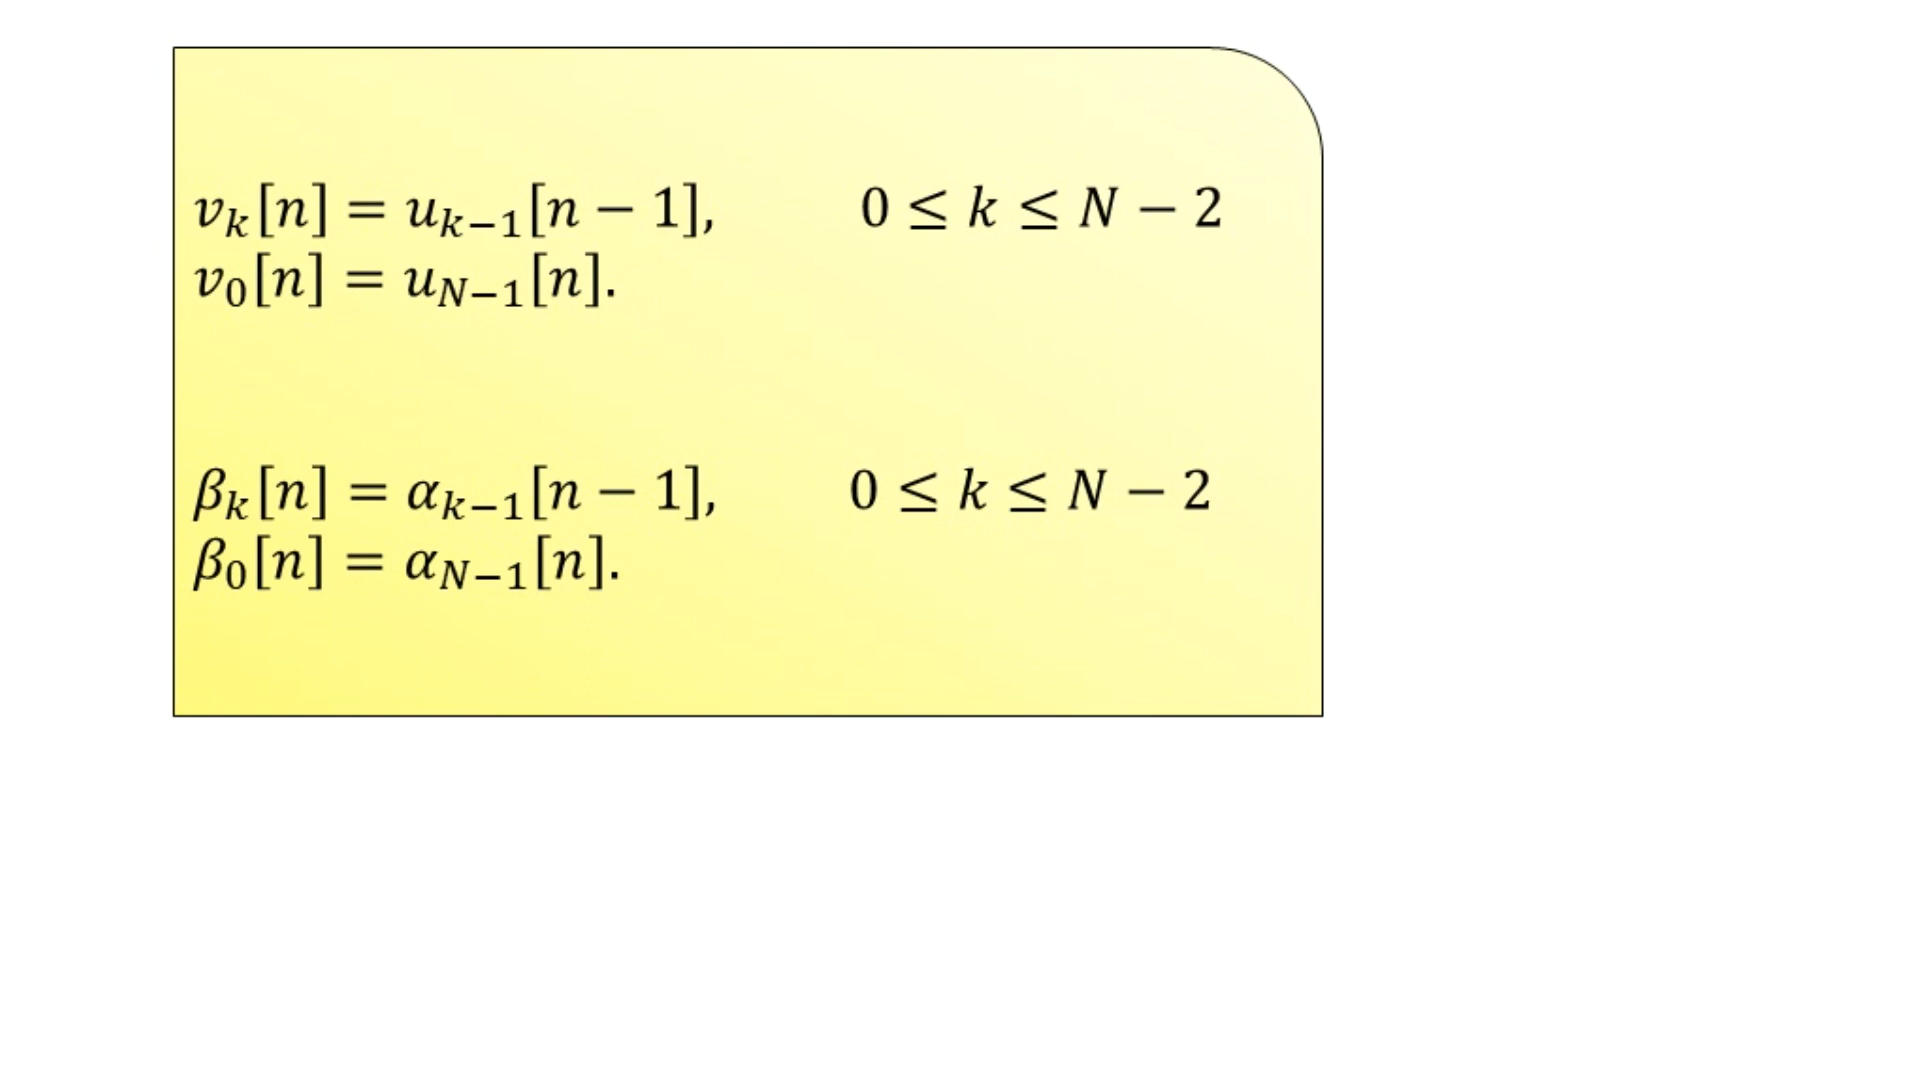 v_k[n] = u_{k−1}[n − 1], 0 ≤ k ≤ N − 2
v_0[n] = u_{N−1}[n].
β_k[n] = α_{k−1}[n − 1], 0 ≤ k ≤ N − 2
β_0[n] = α_{N−1}[n].